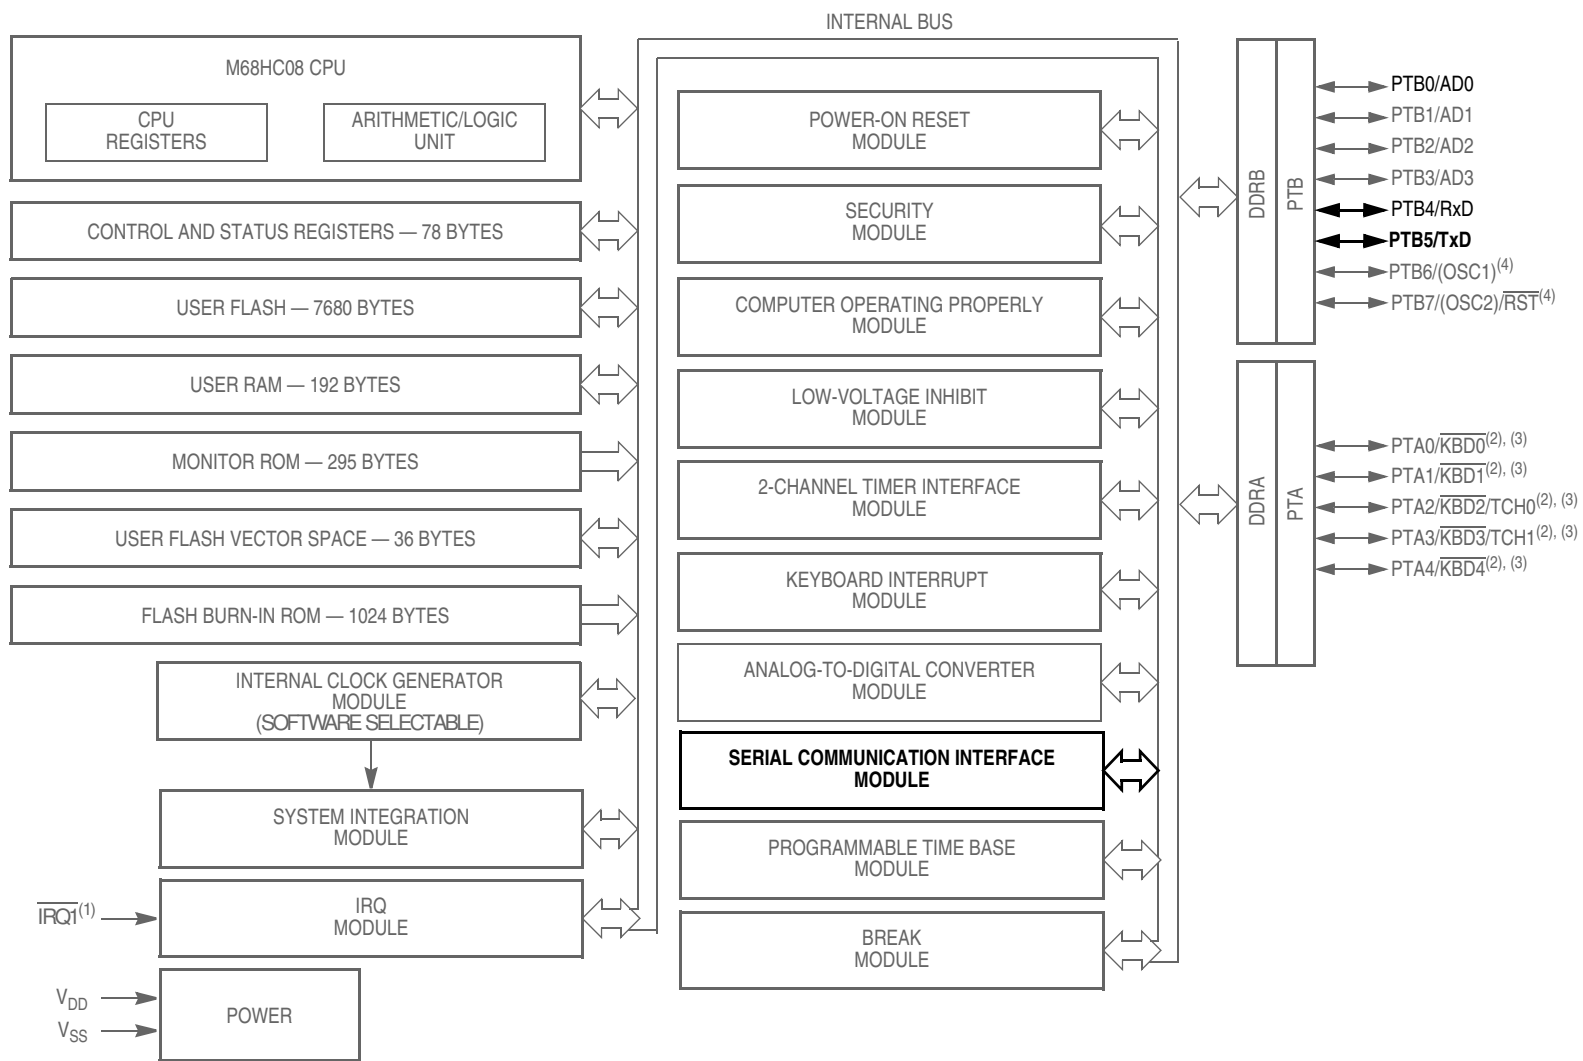 INTERNAL BUS
M68HC08 CPU
CPU
REGISTERS
ARITHMETIC/LOGIC
UNIT
CONTROL AND STATUS REGISTERS — 78 BYTES
USER FLASH — 7680 BYTES
USER RAM — 192 BYTES
MONITOR ROM — 295 BYTES
USER FLASH VECTOR SPACE — 36 BYTES
FLASH BURN-IN ROM — 1024 BYTES
INTERNAL CLOCK GENERATOR
MODULE
(SOFTWARE SELECTABLE)
SYSTEM INTEGRATION
MODULE
IRQ1(1)
IRQ
MODULE
VDD
VSS
POWER
POWER-ON RESET
MODULE
SECURITY
MODULE
COMPUTER OPERATING PROPERLY
MODULE
LOW-VOLTAGE INHIBIT
MODULE
2-CHANNEL TIMER INTERFACE
MODULE
KEYBOARD INTERRUPT
MODULE
ANALOG-TO-DIGITAL CONVERTER
MODULE
SERIAL COMMUNICATION INTERFACE
MODULE
PROGRAMMABLE TIME BASE
MODULE
BREAK
MODULE
DDRB
PTB
PTB0/AD0
PTB1/AD1
PTB2/AD2
PTB3/AD3
PTB4/RxD
PTB5/TxD
PTB6/(OSC1)(4)
PTB7/(OSC2)/RST(4)
DDRA
PTA
PTA0/KBD0(2), (3)
PTA1/KBD1(2), (3)
PTA2/KBD2/TCH0(2), (3)
PTA3/KBD3/TCH1(2), (3)
PTA4/KBD4(2), (3)